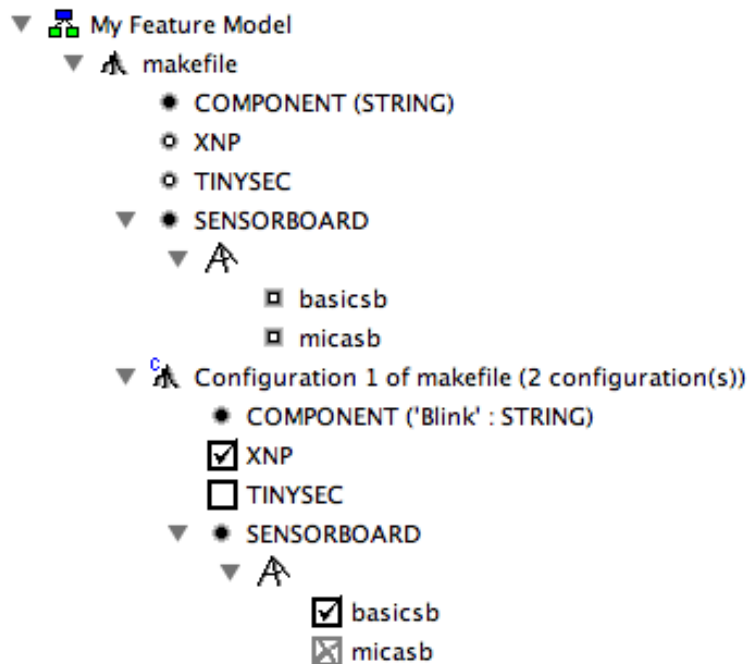 My Feature Model
makefile
COMPONENT (STRING)
XNP
TINYSEC
SENSORBOARD
basicsb
micasb
C Configuration 1 of makefile (2 configuration(s))
COMPONENT ('Blink' : STRING)
XNP
TINYSEC
SENSORBOARD
basicsb
micasb